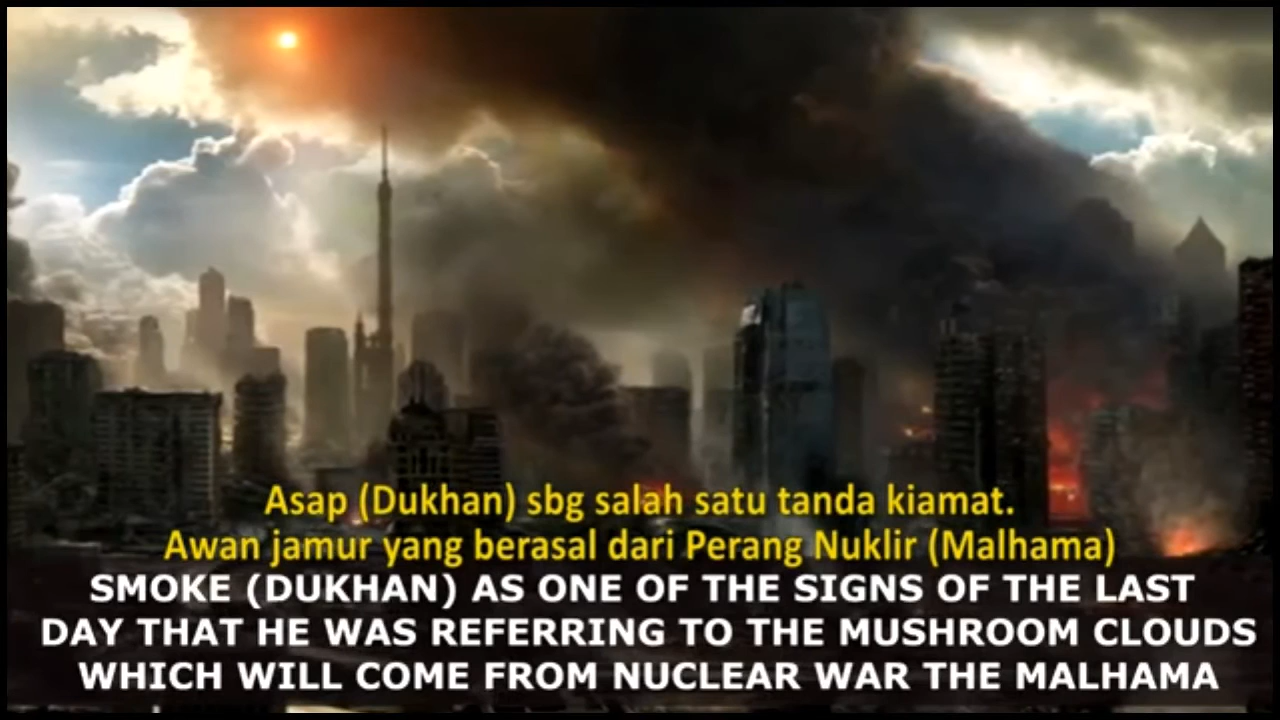 Asap (Dukhan) sbg salah satu tanda kiamat.
Awan jamur yang berasal dari Perang Nuklir (Malhama)
SMOKE (DUKHAN) AS ONE OF THE SIGNS OF THE LAST
DAY THAT HE WAS REFERRING TO THE MUSHROOM CLOUDS
WHICH WILL COME FROM NUCLEAR WAR THE MALHAMA